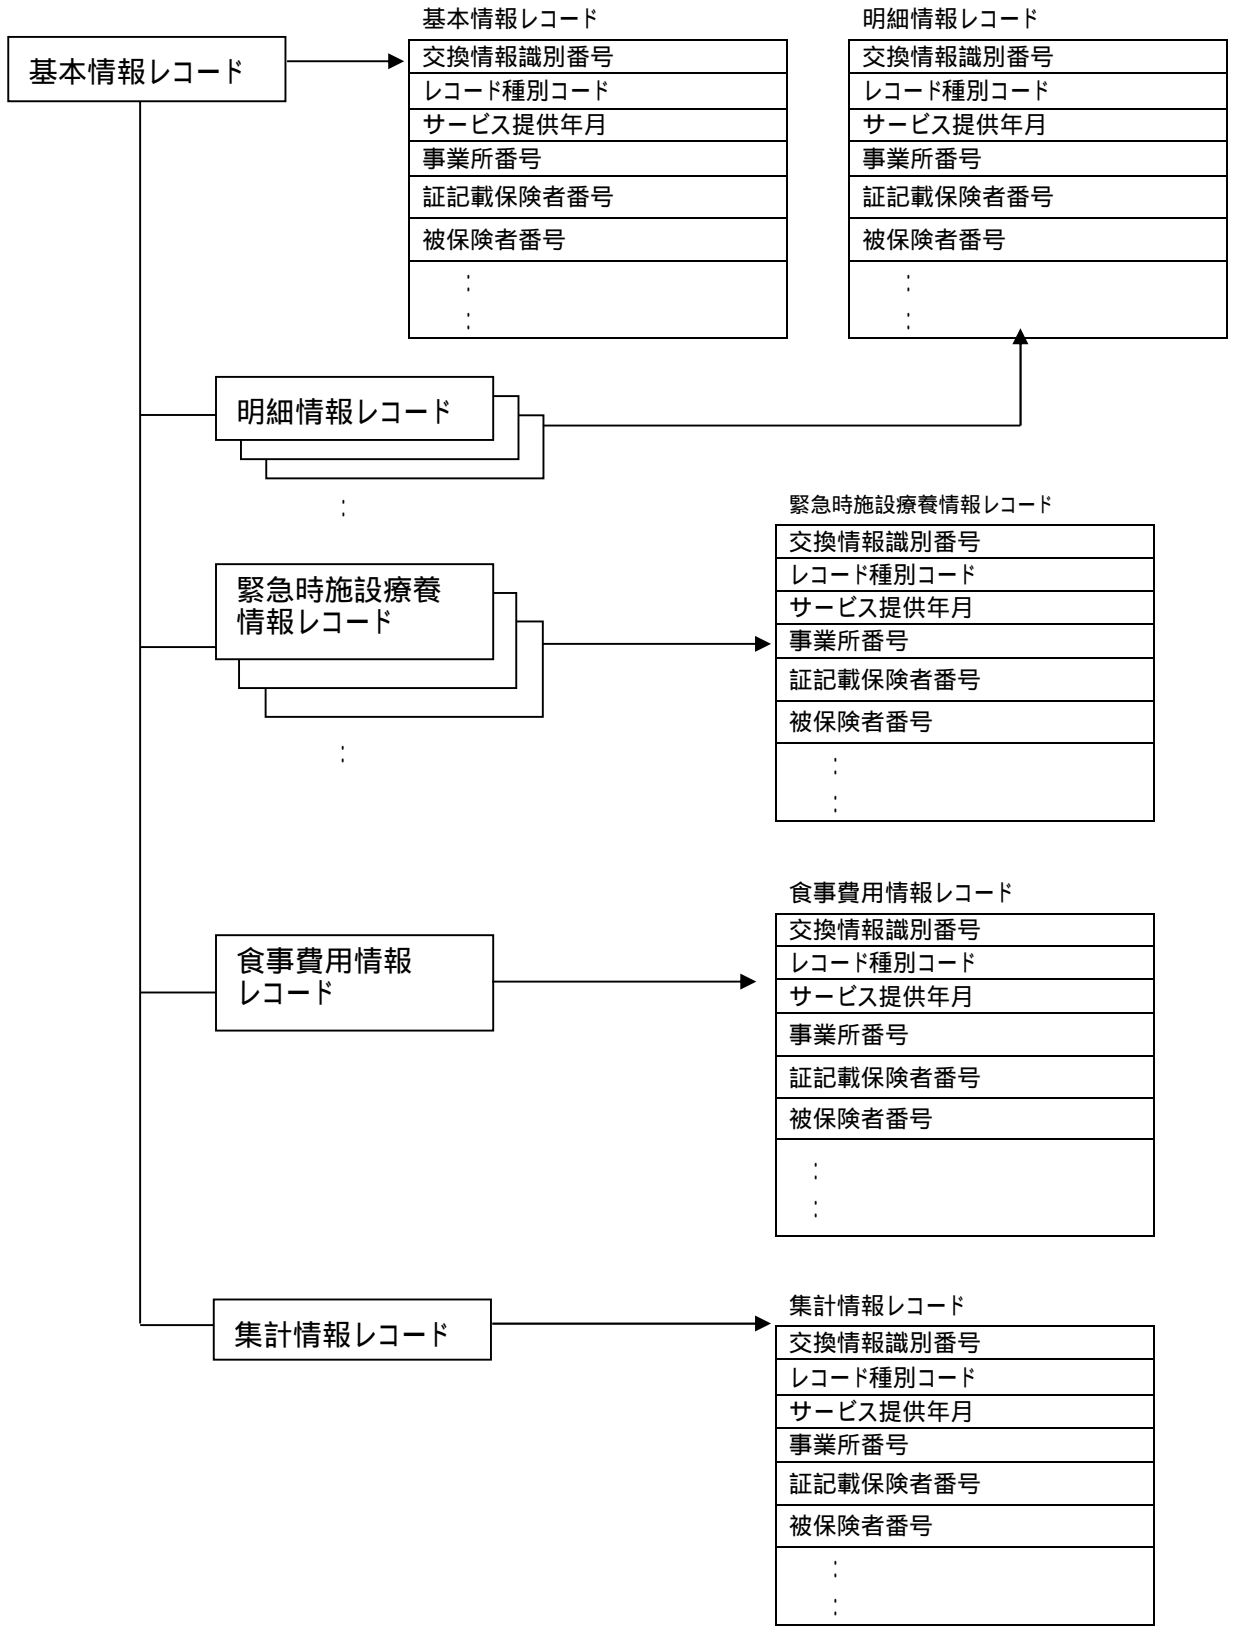 基本情報レコード
基本情報レコード
交換情報識別番号
レコード種別コード
サービス提供年月
事業所番号
証記載保険者番号
被保険者番号
:
:
明細情報レコード
交換情報識別番号
レコード種別コード
サービス提供年月
事業所番号
証記載保険者番号
被保険者番号
:
:
明細情報レコード
:
緊急時施設療養
情報レコード
:
緊急時施設療養情報レコード
交換情報識別番号
レコード種別コード
サービス提供年月
事業所番号
証記載保険者番号
被保険者番号
:
:
食事費用情報
レコード
食事費用情報レコード
交換情報識別番号
レコード種別コード
サービス提供年月
事業所番号
証記載保険者番号
被保険者番号
:
:
集計情報レコード
集計情報レコード
交換情報識別番号
レコード種別コード
サービス提供年月
事業所番号
証記載保険者番号
被保険者番号
:
: